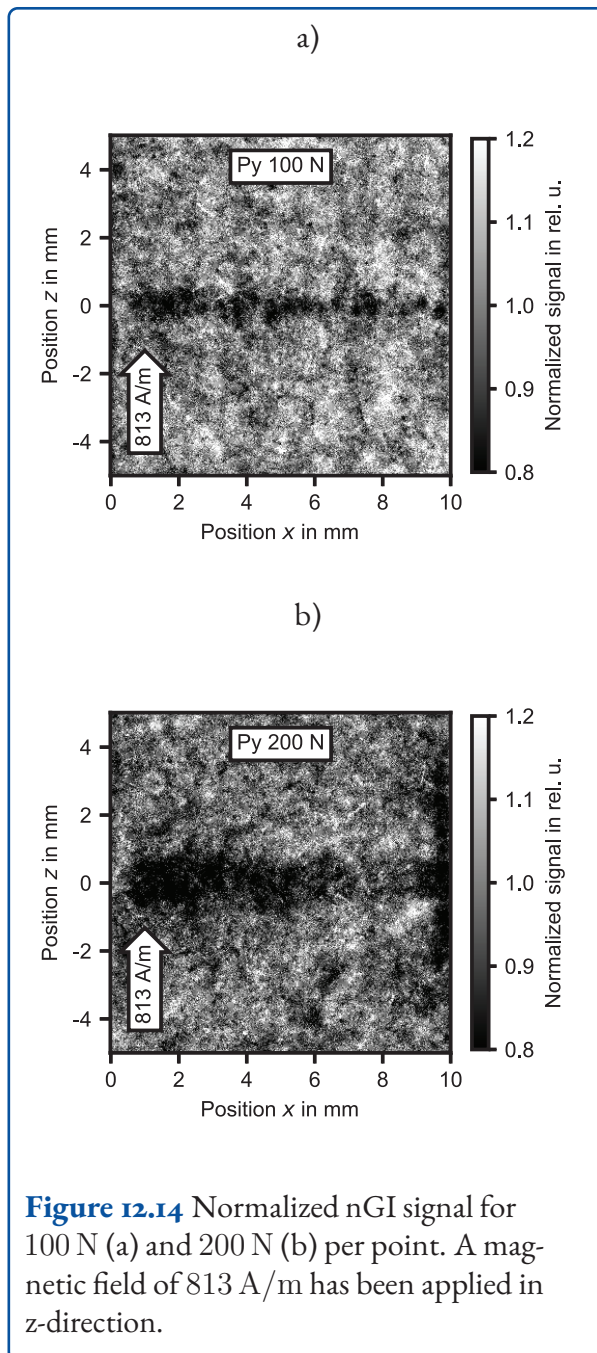 a)
Py 100 N
813 A/m
Position z in mm
4
2
0
-2
-4
0 2 4 6 8 10
Position x in mm
1.2
1.1
1.0
0.9
0.8
Normalized signal in rel. u.
b)
Py 200 N
813 A/m
Position z in mm
4
2
0
-2
-4
0 2 4 6 8 10
Position x in mm
1.2
1.1
1.0
0.9
0.8
Normalized signal in rel. u.
Figure 12.14 Normalized nGI signal for
100 N (a) and 200 N (b) per point. A mag-
netic field of 813 A/m has been applied in
z-direction.